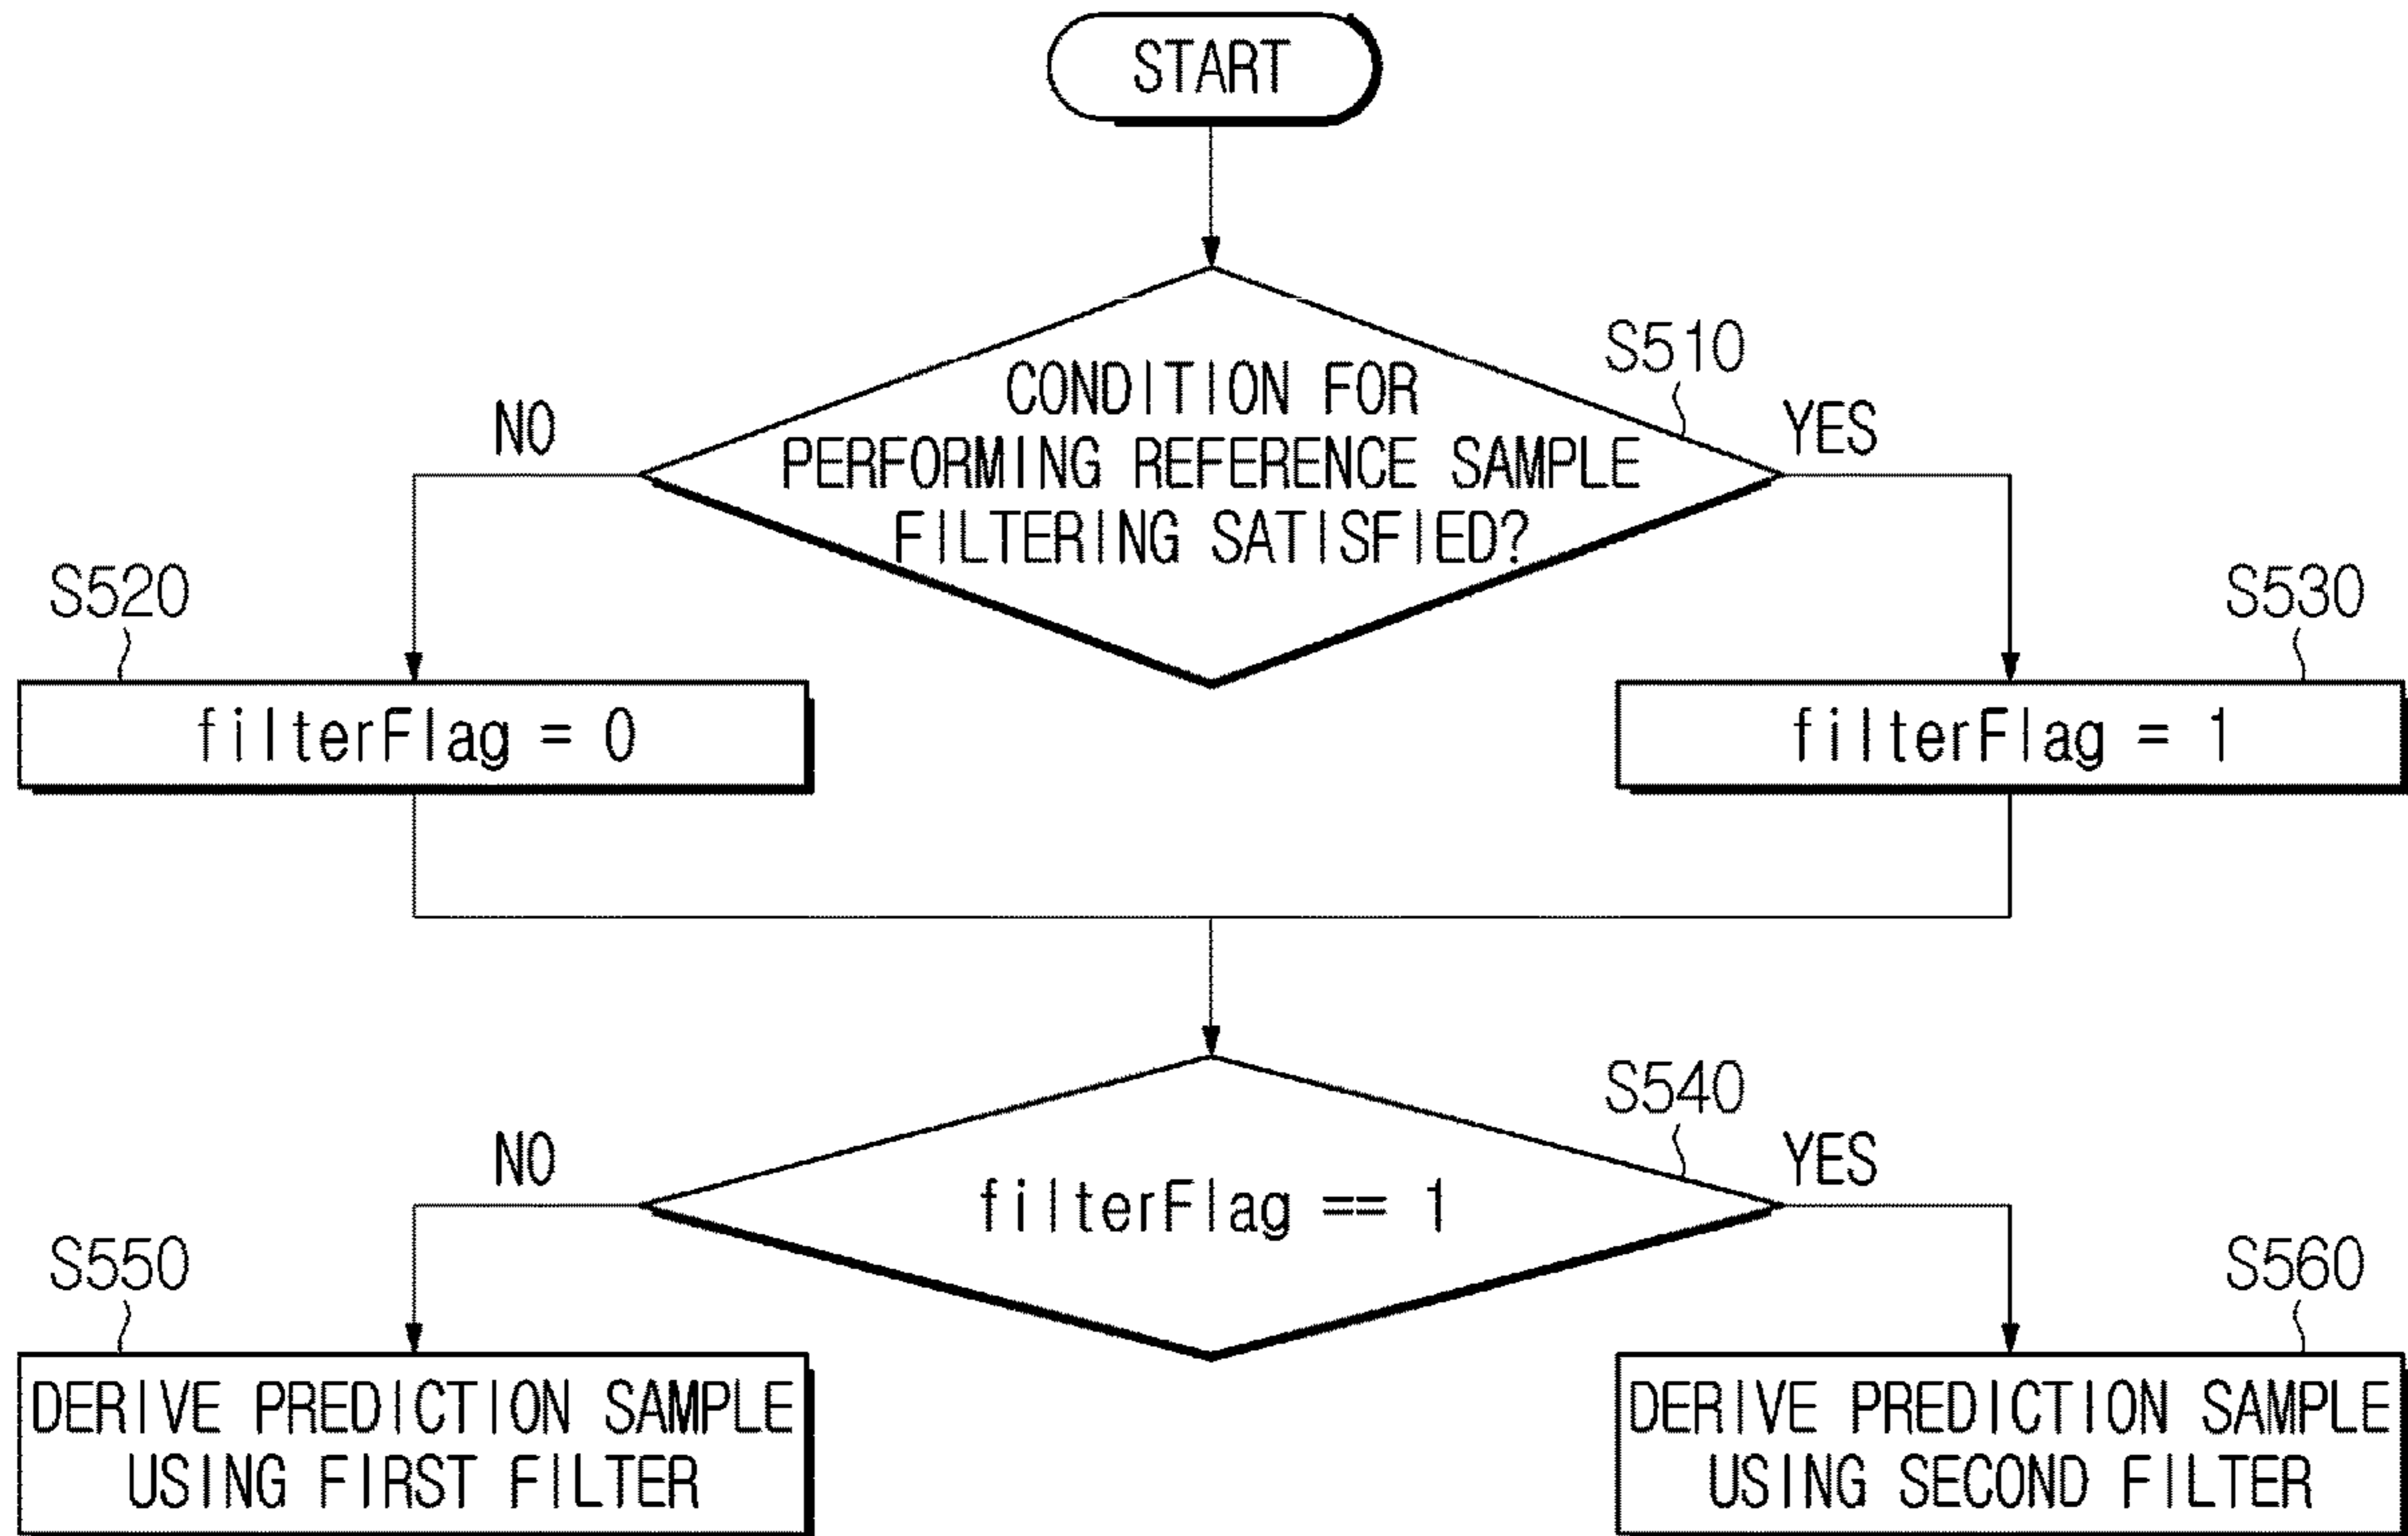 START
S510
CONDITION FOR
PERFORMING REFERENCE SAMPLE
FILTERING SATISFIED?
NO
YES
S520
filterFlag = 0
S530
filterFlag = 1
S540
filterFlag == 1
NO
YES
S550
DERIVE PREDICTION SAMPLE
USING FIRST FILTER
S560
DERIVE PREDICTION SAMPLE
USING SECOND FILTER